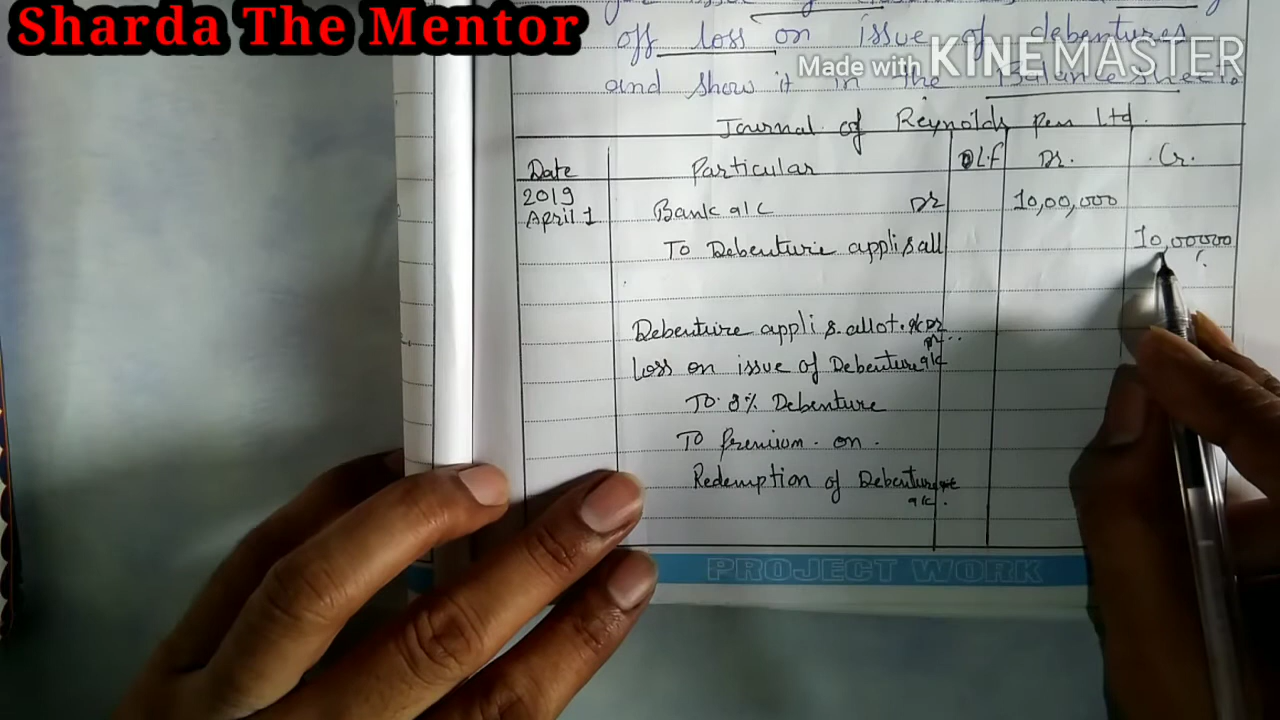 Sharda The Mentor
off loss on issue of debentures
Made with KINEMASTER
and show it in the Balance sheet.
Journal of Reynolds Pen Ltd.
Date Particular L.F Dr. Cr.
2019
April 1 Bank a/c Dr 10,00,000
To Debenture appli & all 10,00000
Debenture appli & allot. a/c Dr
Dr..
Loss on issue of Debenture a/c
To 8% Debenture
To Premium on.
Redemption of Debenture
a/c.
PROJECT WORK